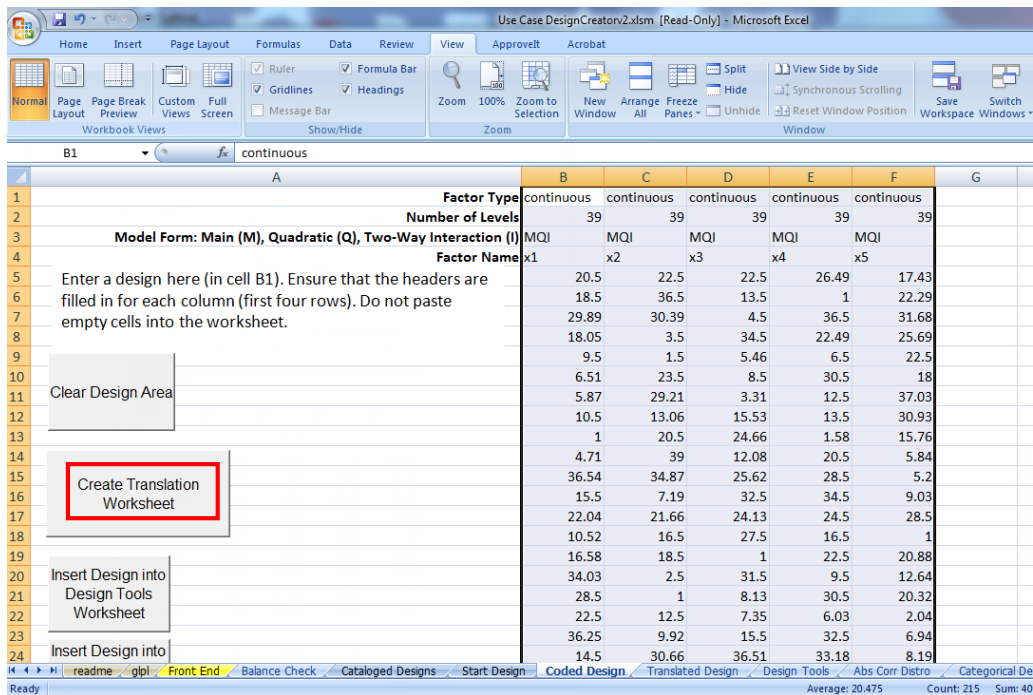 Use Case DesignCreatorv2.xlsm [Read-Only] - Microsoft Excel
Home Insert Page Layout Formulas Data Review View ApproveIt Acrobat
Normal Page Layout Page Break Preview Custom Views Full Screen
Workbook Views
Ruler Formula Bar
Gridlines Headings
Message Bar
Show/Hide
Zoom 100% Zoom to Selection
Zoom
New Window Arrange All Freeze Panes
Split
Hide
Unhide
View Side by Side
Synchronous Scrolling
Reset Window Position
Window
Save Workspace Switch Windows
B1 fx continuous
A B C D E F G
1 Factor Type continuous continuous continuous continuous continuous
2 Number of Levels 39 39 39 39 39
3 Model Form: Main (M), Quadratic (Q), Two-Way Interaction (I) MQI MQI MQI MQI MQI
4 Factor Name x1 x2 x3 x4 x5
Enter a design here (in cell B1). Ensure that the headers are
filled in for each column (first four rows). Do not paste
empty cells into the worksheet.
Clear Design Area
Create Translation
Worksheet
Insert Design into
Design Tools
Worksheet
Insert Design into
5 20.5 22.5 22.5 26.49 17.43
6 18.5 36.5 13.5 1 22.29
7 29.89 30.39 4.5 36.5 31.68
8 18.05 3.5 34.5 22.49 25.69
9 9.5 1.5 5.46 6.5 22.5
10 6.51 23.5 8.5 30.5 18
11 5.87 29.21 3.31 12.5 37.03
12 10.5 13.06 15.53 13.5 30.93
13 1 20.5 24.66 1.58 15.76
14 4.71 39 12.08 20.5 5.84
15 36.54 34.87 25.62 28.5 5.2
16 15.5 7.19 32.5 34.5 9.03
17 22.04 21.66 24.13 24.5 28.5
18 10.52 16.5 27.5 16.5 1
19 16.58 18.5 1 22.5 20.88
20 34.03 2.5 31.5 9.5 12.64
21 28.5 1 8.13 30.5 20.32
22 22.5 12.5 7.35 6.03 2.04
23 36.25 9.92 15.5 32.5 6.94
24 14.5 30.66 36.51 33.18 8.19
readme glpl Front End Balance Check Cataloged Designs Start Design Coded Design Translated Design Design Tools Abs Corr Distro Categorical
Ready Average: 20.475 Count: 215 Sum: